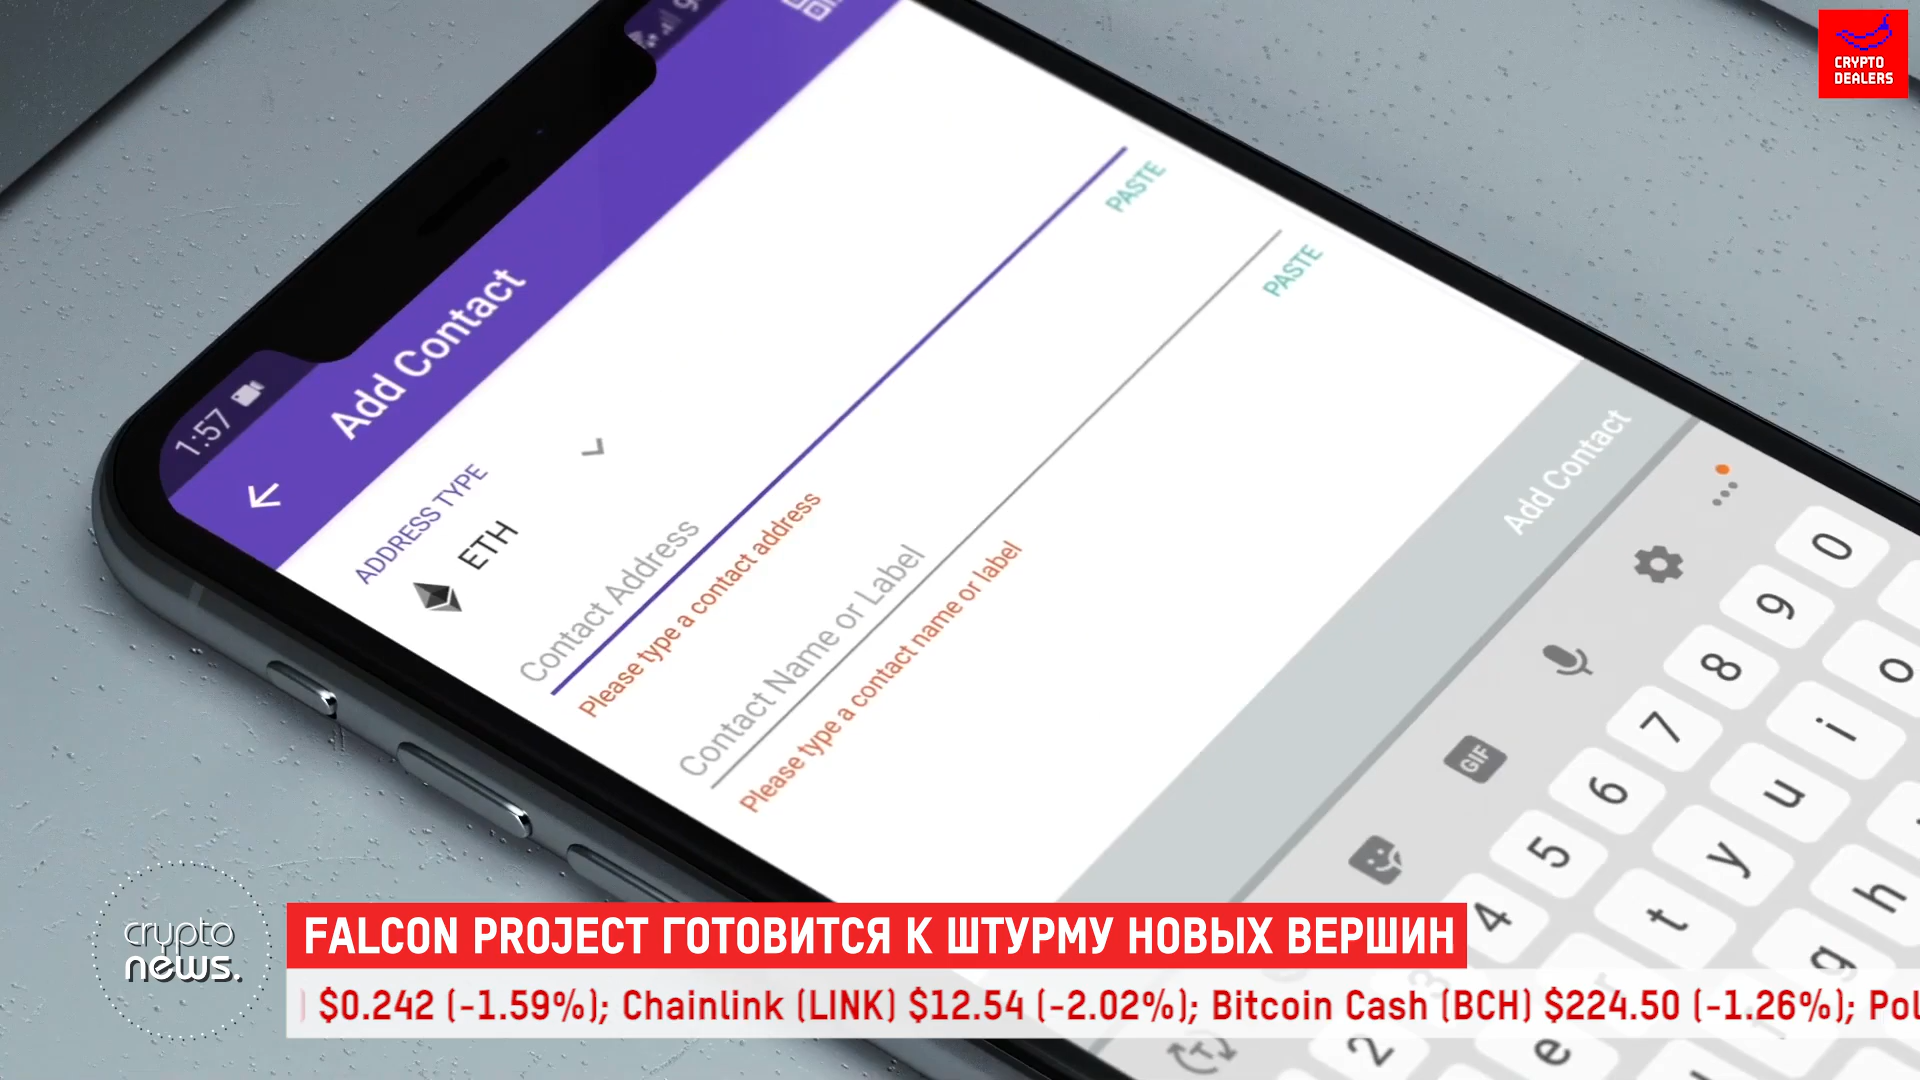 CRYPTO
DEALERS
1:57
Add Contact
ADDRESS TYPE
ETH
Contact Address
PASTE
Please type a contact address
Contact Name or Label
PASTE
Please type a contact name or label
Add Contact
GIF
2 4 5 6 7 8 9 0
e t y u i o
g h
crypto
news.
FALCON PROJECT ГОТОВИТСЯ К ШТУРМУ НОВЫХ ВЕРШИН
$0.242 (-1.59%); Chainlink (LINK) $12.54 (-2.02%); Bitcoin Cash (BCH) $224.50 (-1.26%); Pol